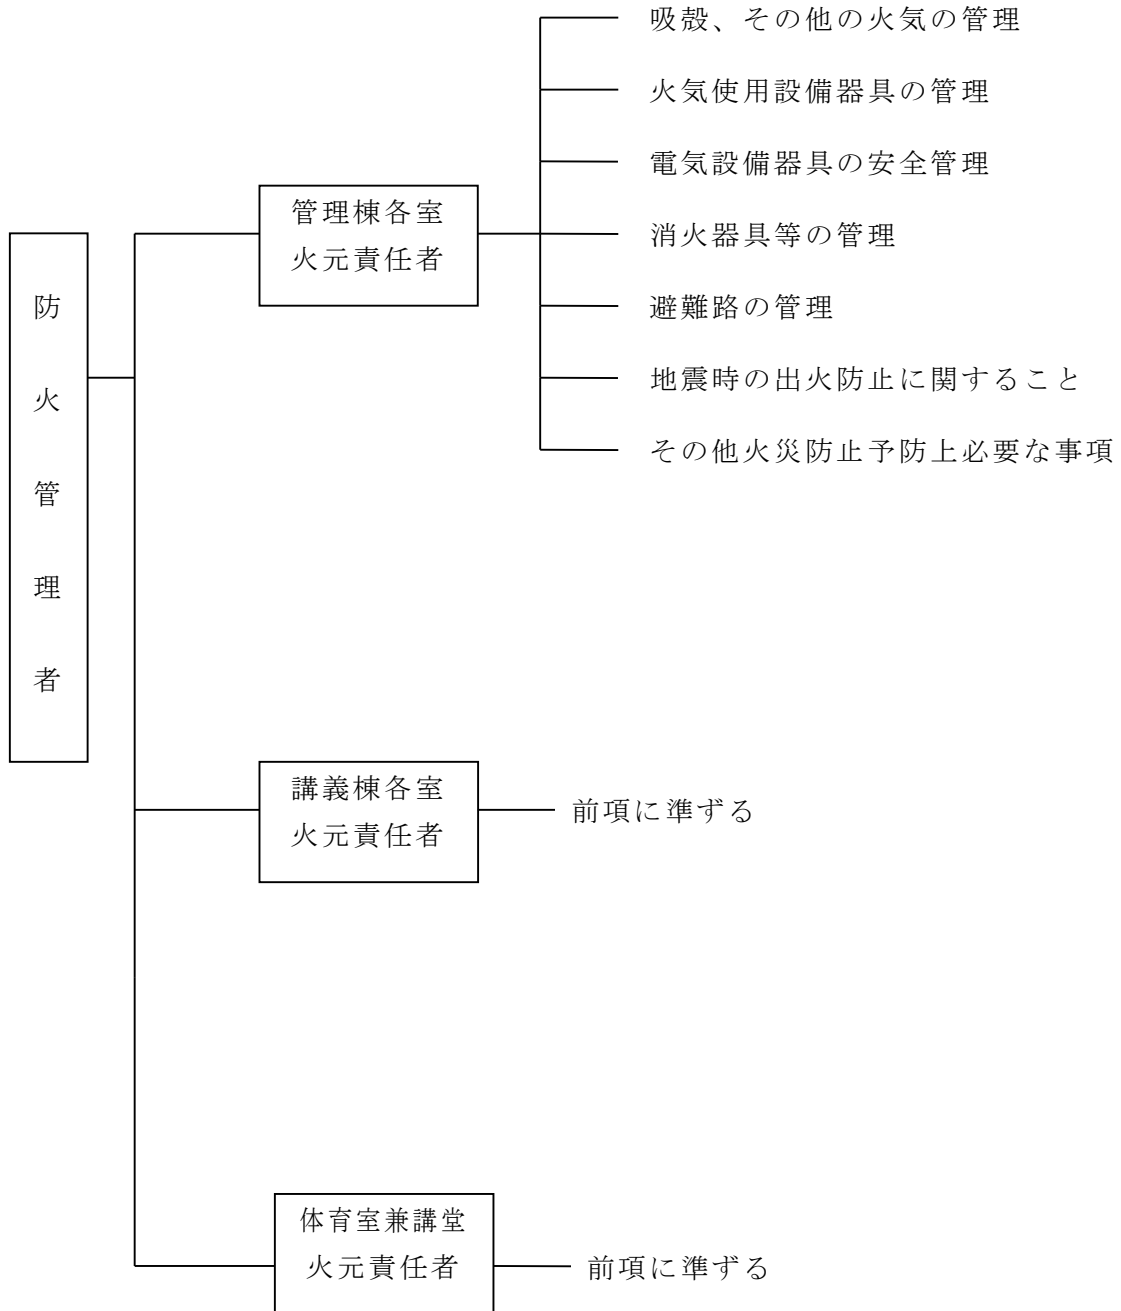 防火管理者
管理棟各室
火元責任者
吸殻、その他の火気の管理
火気使用設備器具の管理
電気設備器具の安全管理
消火器具等の管理
避難路の管理
地震時の出火防止に関すること
その他火災防止予防上必要な事項
講義棟各室
火元責任者
前項に準ずる
体育室兼講堂
火元責任者
前項に準ずる